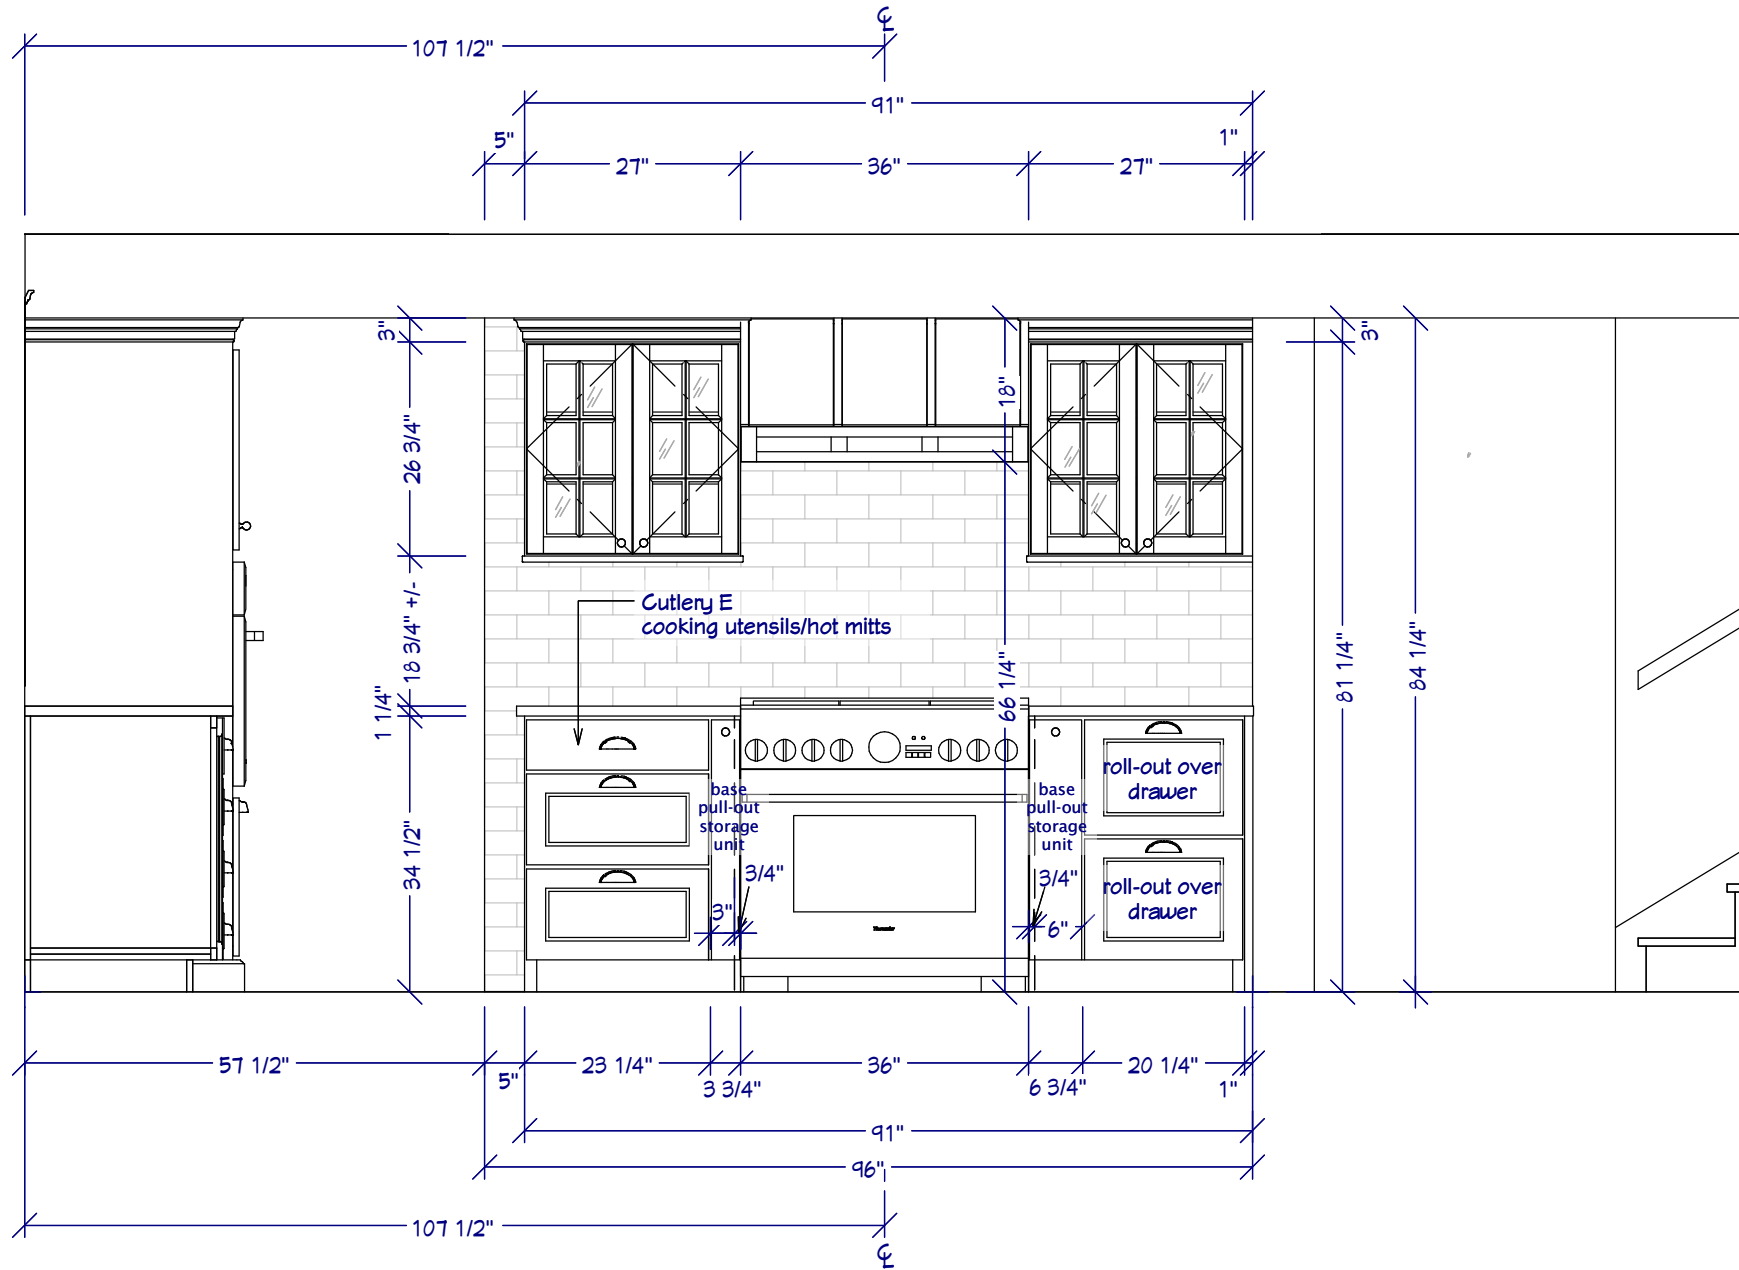 ℄
107 1/2"
91"
5"
1"
27"
36"
27"
3"
3"
18"
26 3/4"
18 3/4" +/-
Cutlery E
cooking utensils/hot mitts
81 1/4"
84 1/4"
66 1/4"
1 1/4"
34 1/2"
base
pull-out
storage
unit
base
pull-out
storage
unit
roll-out over
drawer
roll-out over
drawer
3/4"
3/4"
3"
6"
57 1/2"
23 1/4"
36"
20 1/4"
5"
3 3/4"
6 3/4"
1"
91"
96"
107 1/2"
℄